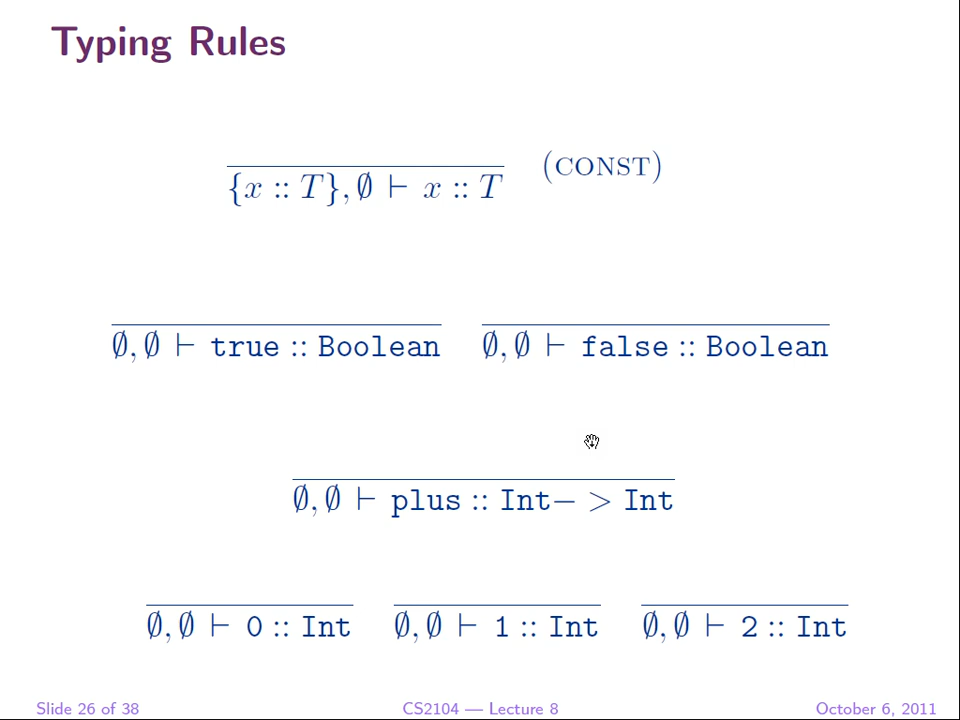 Typing Rules
{x :: T}, ∅ ⊢ x :: T (CONST)
∅, ∅ ⊢ true :: Boolean ∅, ∅ ⊢ false :: Boolean
∅, ∅ ⊢ plus :: Int− > Int
∅, ∅ ⊢ 0 :: Int ∅, ∅ ⊢ 1 :: Int ∅, ∅ ⊢ 2 :: Int
Slide 26 of 38 CS2104 — Lecture 8 October 6, 2011